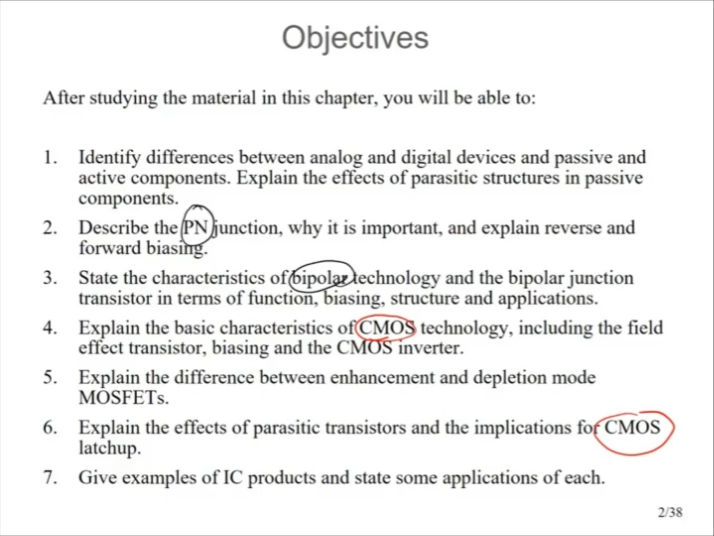 Objectives
After studying the material in this chapter, you will be able to:
1. Identify differences between analog and digital devices and passive and
active components. Explain the effects of parasitic structures in passive
components.
2. Describe the PN junction, why it is important, and explain reverse and
forward biasing.
3. State the characteristics of bipolar technology and the bipolar junction
transistor in terms of function, biasing, structure and applications.
4. Explain the basic characteristics of CMOS technology, including the field
effect transistor, biasing and the CMOS inverter.
5. Explain the difference between enhancement and depletion mode
MOSFETs.
6. Explain the effects of parasitic transistors and the implications for CMOS
latchup.
7. Give examples of IC products and state some applications of each.
2/38